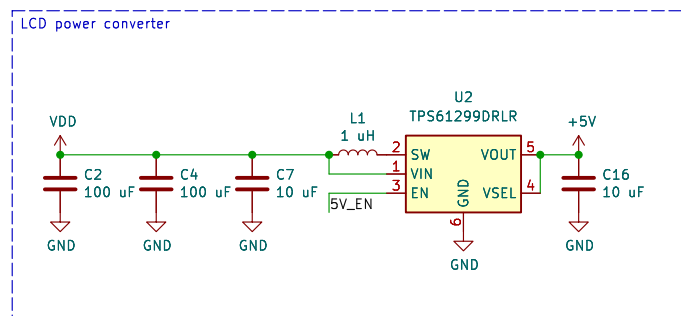 LCD power converter
U2
TPS61299DRLR
VDD
L1
1 uH
+5V
2
SW
VOUT
5
1
VIN
3
EN
VSEL
4
GND
6
C2
100 uF
C4
100 uF
C7
10 uF
5V_EN
C16
10 uF
GND
GND
GND
GND
GND